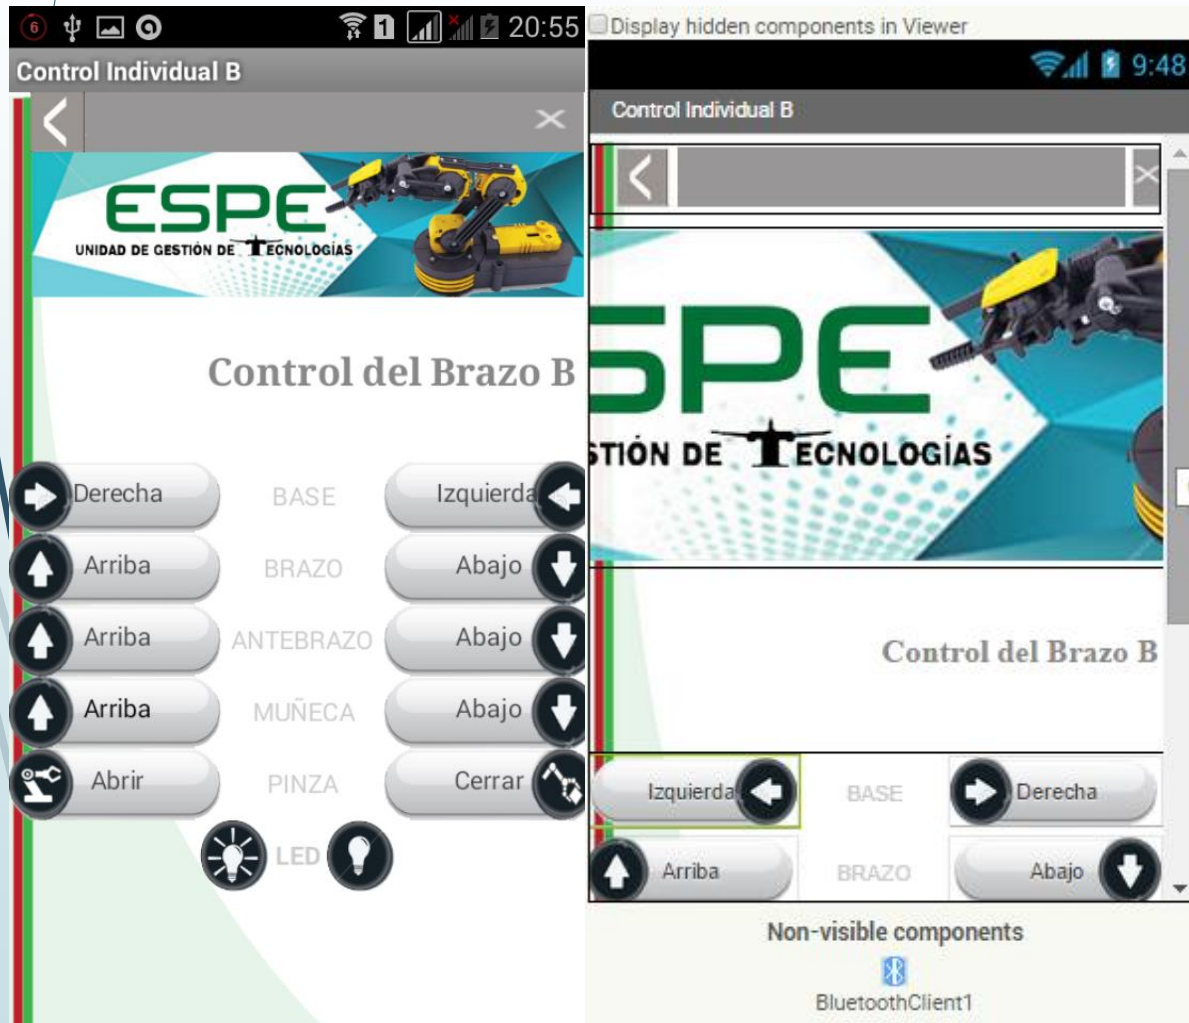 6
1
20:55
Control Individual B
ESPE
UNIDAD DE GESTIÓN DE TECNOLOGÍAS
Control del Brazo B
Derecha BASE Izquierda
Arriba BRAZO Abajo
Arriba ANTEBRAZO Abajo
Arriba MUÑECA Abajo
Abrir PINZA Cerrar
LED
Display hidden components in Viewer
9:48
Control Individual B
SPE
STIÓN DE TECNOLOGÍAS
Control del Brazo B
Izquierda BASE Derecha
Arriba BRAZO Abajo
Non-visible components
BluetoothClient1